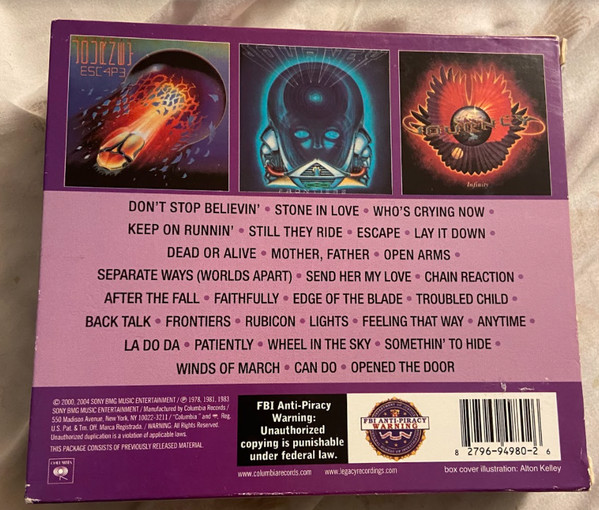 JOURNEY
ESC4P3
FRONTIERS
JOURNEY
Infinity
DON'T STOP BELIEVIN' • STONE IN LOVE • WHO'S CRYING NOW •
KEEP ON RUNNIN' • STILL THEY RIDE • ESCAPE • LAY IT DOWN •
DEAD OR ALIVE • MOTHER, FATHER • OPEN ARMS •
SEPARATE WAYS (WORLDS APART) • SEND HER MY LOVE • CHAIN REACTION •
AFTER THE FALL • FAITHFULLY • EDGE OF THE BLADE • TROUBLED CHILD •
BACK TALK • FRONTIERS • RUBICON • LIGHTS • FEELING THAT WAY • ANYTIME •
LA DO DA • PATIENTLY • WHEEL IN THE SKY • SOMETHIN' TO HIDE •
WINDS OF MARCH • CAN DO • OPENED THE DOOR
© 2000, 2004 SONY BMG MUSIC ENTERTAINMENT / ℗ 1978, 1981, 1983
SONY BMG MUSIC ENTERTAINMENT / Manufactured by Columbia Records /
550 Madison Avenue, New York, NY 10022-3211 / "Columbia" and Reg.
U.S. Pat. & Tm. Off. Marca Registrada. / WARNING: All Rights Reserved.
Unauthorized duplication is a violation of applicable laws.
THIS PACKAGE CONSISTS OF PREVIOUSLY RELEASED MATERIAL.
COLUMBIA
FBI Anti-Piracy
Warning:
Unauthorized
copying is punishable
under federal law.
FBI ANTI-PIRACY
WARNING
8 2796-94980-2 6
www.columbiarecords.com www.legacyrecordings.com
box cover illustration: Alton Kelley